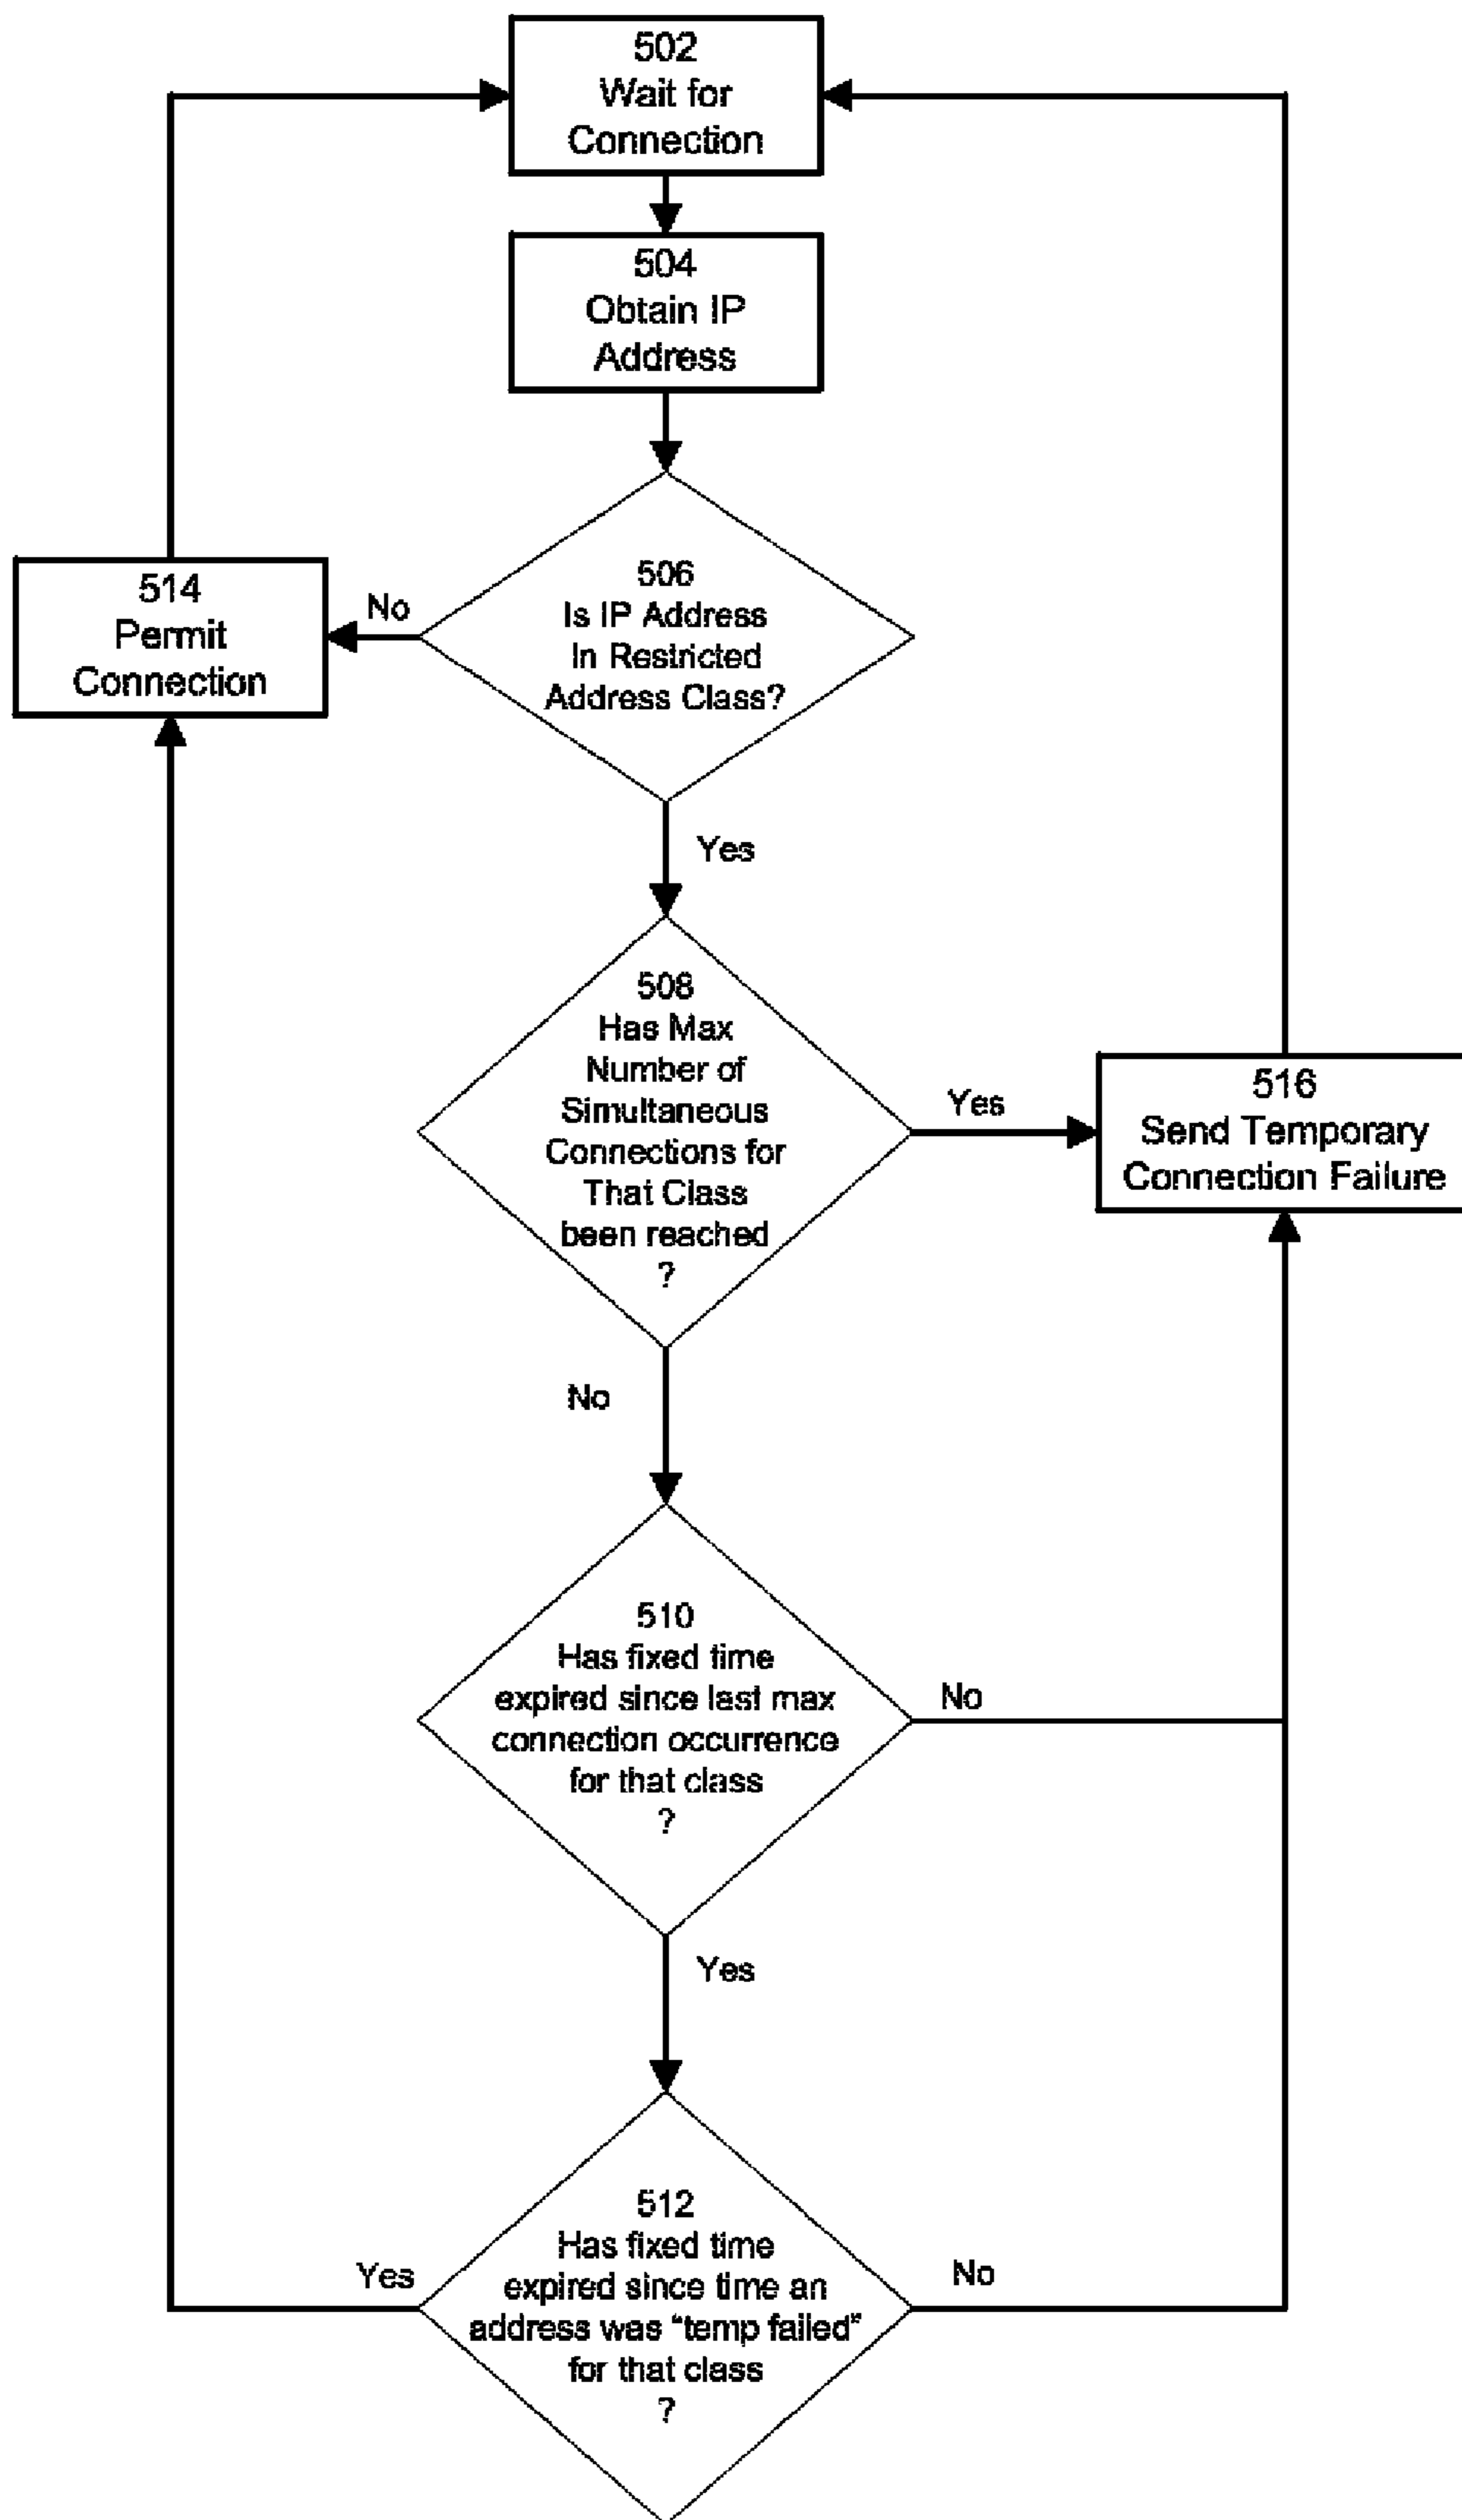 502
Wait for
Connection
504
Obtain IP
Address
506
Is IP Address
In Restricted
Address Class?
No
514
Permit
Connection
Yes
508
Has Max
Number of
Simultaneous
Connections for
That Class
been reached
?
Yes
516
Send Temporary
Connection Failure
No
510
Has fixed time
expired since last max
connection occurrence
for that class
?
No
Yes
512
Has fixed time
expired since time an
address was "temp failed"
for that class
?
Yes
No